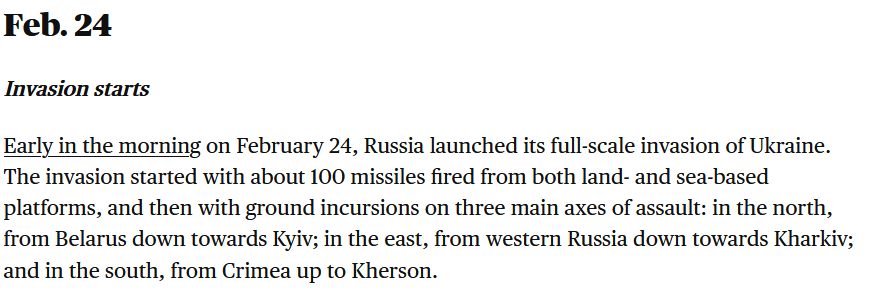 Feb. 24
Invasion starts
Early in the morning on February 24, Russia launched its full-scale invasion of Ukraine.
The invasion started with about 100 missiles fired from both land- and sea-based
platforms, and then with ground incursions on three main axes of assault: in the north,
from Belarus down towards Kyiv; in the east, from western Russia down towards Kharkiv;
and in the south, from Crimea up to Kherson.